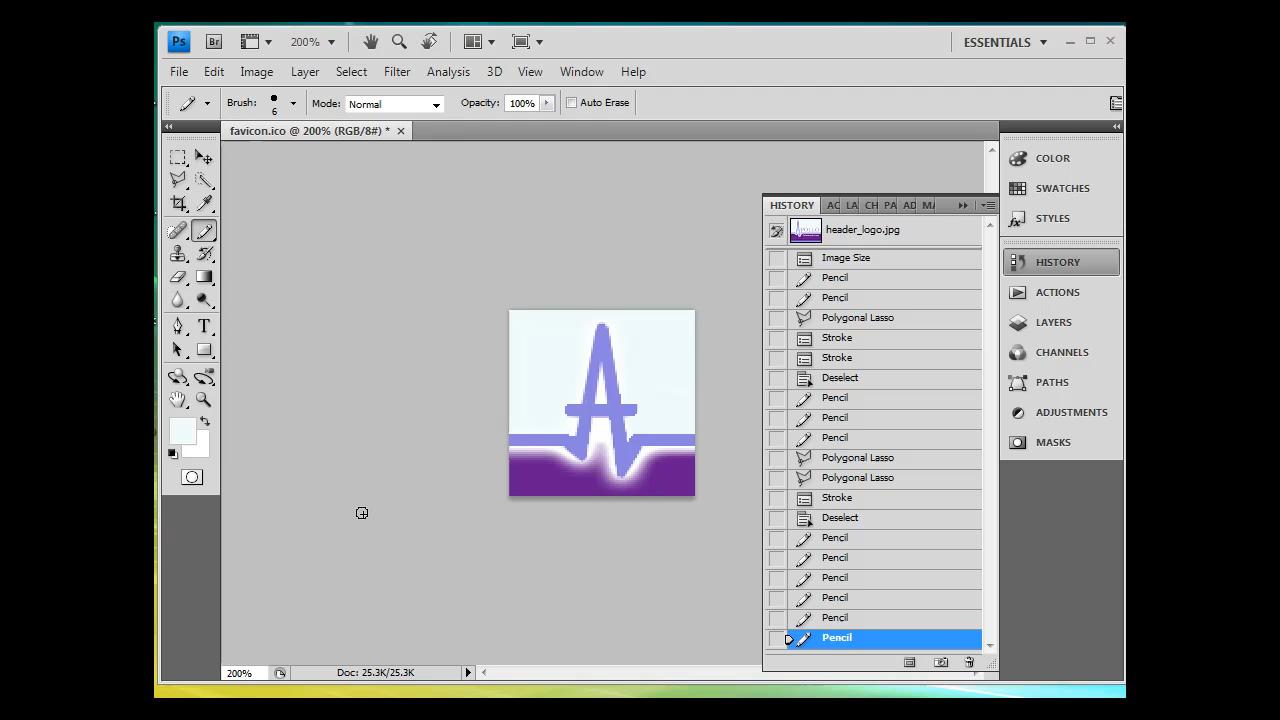 Ps Br 200% ESSENTIALS
File Edit Image Layer Select Filter Analysis 3D View Window Help
Brush: 6 Mode: Normal Opacity: 100% Auto Erase
favicon.ico @ 200% (RGB/8#) *
COLOR
SWATCHES
STYLES
HISTORY
ACTIONS
LAYERS
CHANNELS
PATHS
ADJUSTMENTS
MASKS
HISTORY AC LA CH PA AD MA
header_logo.jpg
Image Size
Pencil
Pencil
Polygonal Lasso
Stroke
Stroke
Deselect
Pencil
Pencil
Pencil
Polygonal Lasso
Polygonal Lasso
Stroke
Deselect
Pencil
Pencil
Pencil
Pencil
Pencil
Pencil
A
T
200% Doc: 25.3K/25.3K